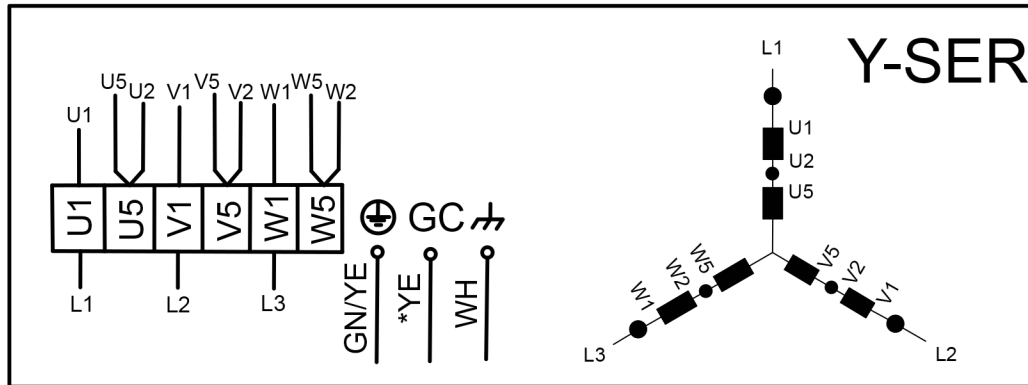 Y-SER
U1 U5 U2 V1 V5 V2 W1 W5 W2
U1 U5 V1 V5 W1 W5
L1 L2 L3
GC
GN/YE *YE WH
L1
U1
U2
U5
W1 W2 W5
V5 V2 V1
L3
L2